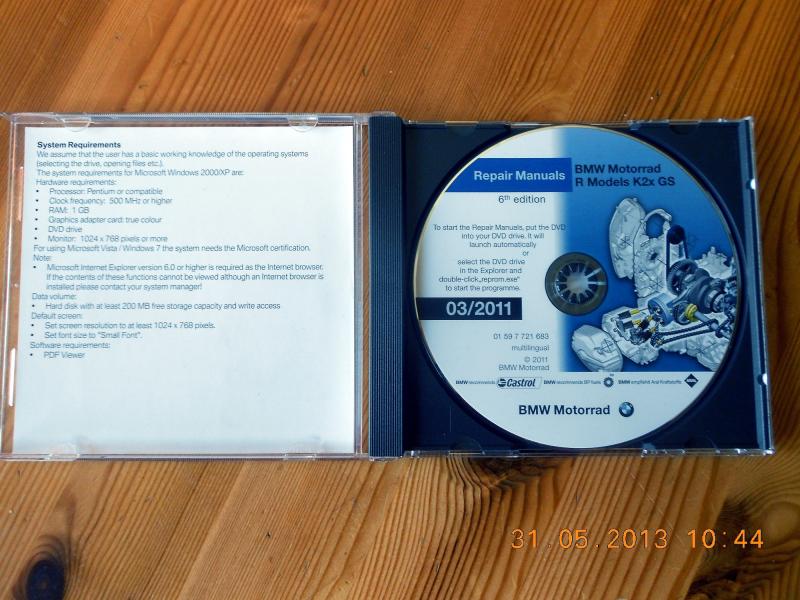 System Requirements
We assume that the user has a basic working knowledge of the operating systems
(selecting the drive, opening files etc.).
The system requirements for Microsoft Windows 2000/XP are:
Hardware requirements:
• Processor: Pentium or compatible
• Clock frequency: 500 MHz or higher
• RAM: 1 GB
• Graphics adapter card: true colour
• DVD drive
• Monitor: 1024 x 768 pixels or more
For using Microsoft Vista / Windows 7 the system needs the Microsoft certification.
Note:
• Microsoft Internet Explorer version 6.0 or higher is required as the Internet browser.
If the contents of these functions cannot be viewed although an Internet browser is
installed please contact your system manager!
Data volume:
• Hard disk with at least 200 MB free storage capacity and write access
Default screen:
• Set screen resolution to at least 1024 x 768 pixels.
• Set font size to "Small Font".
Software requirements:
• PDF Viewer
Repair Manuals
BMW Motorrad
R Models K2x GS
6th edition
To start the Repair Manuals, put the DVD
into your DVD drive. It will
launch automatically
or
select the DVD drive
in the Explorer and
double-click„reprom.exe"
to start the programme.
03/2011
01 59 7 721 683
multilingual
© 2011
BMW Motorrad
BMW recommends Castrol BMW recommends BP fuels BMW empfiehlt Aral Kraftstoffe
BMW Motorrad
31.05.2013 10:44